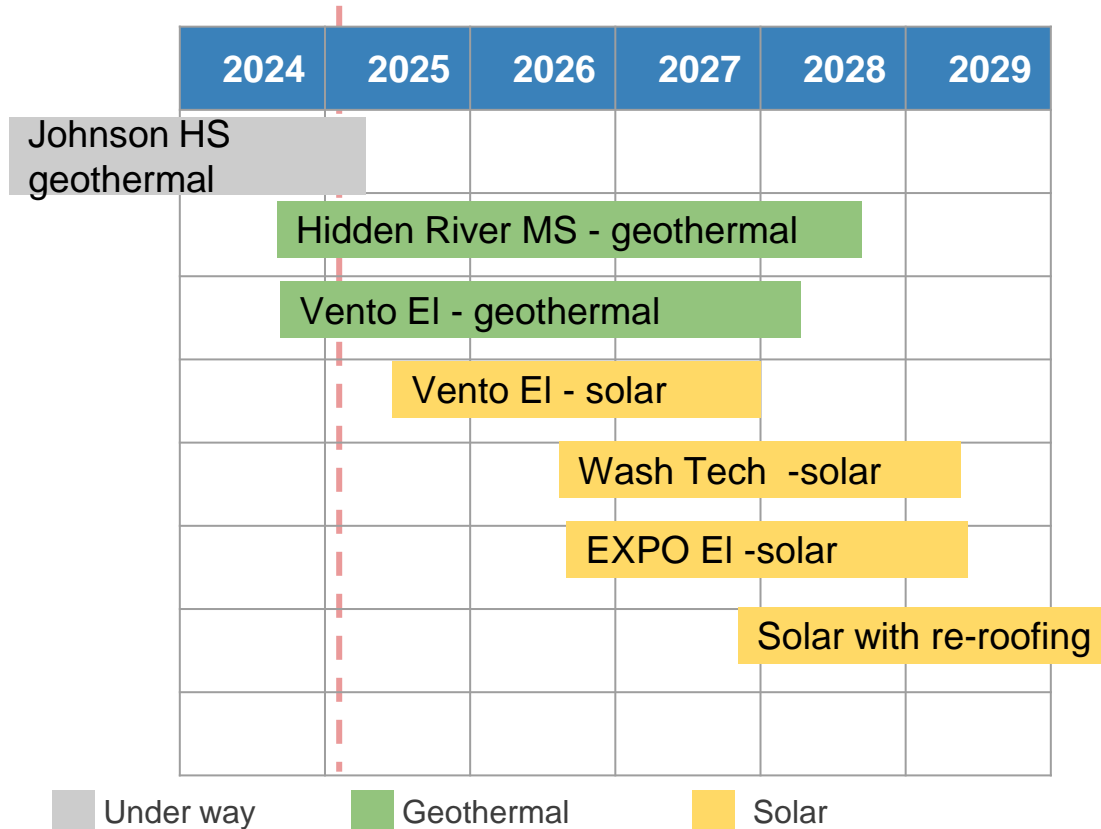 2024 2025 2026 2027 2028 2029
Johnson HS
geothermal
Hidden River MS - geothermal
Vento El - geothermal
Vento El - solar
Wash Tech -solar
EXPO El -solar
Solar with re-roofing
Under way Geothermal Solar